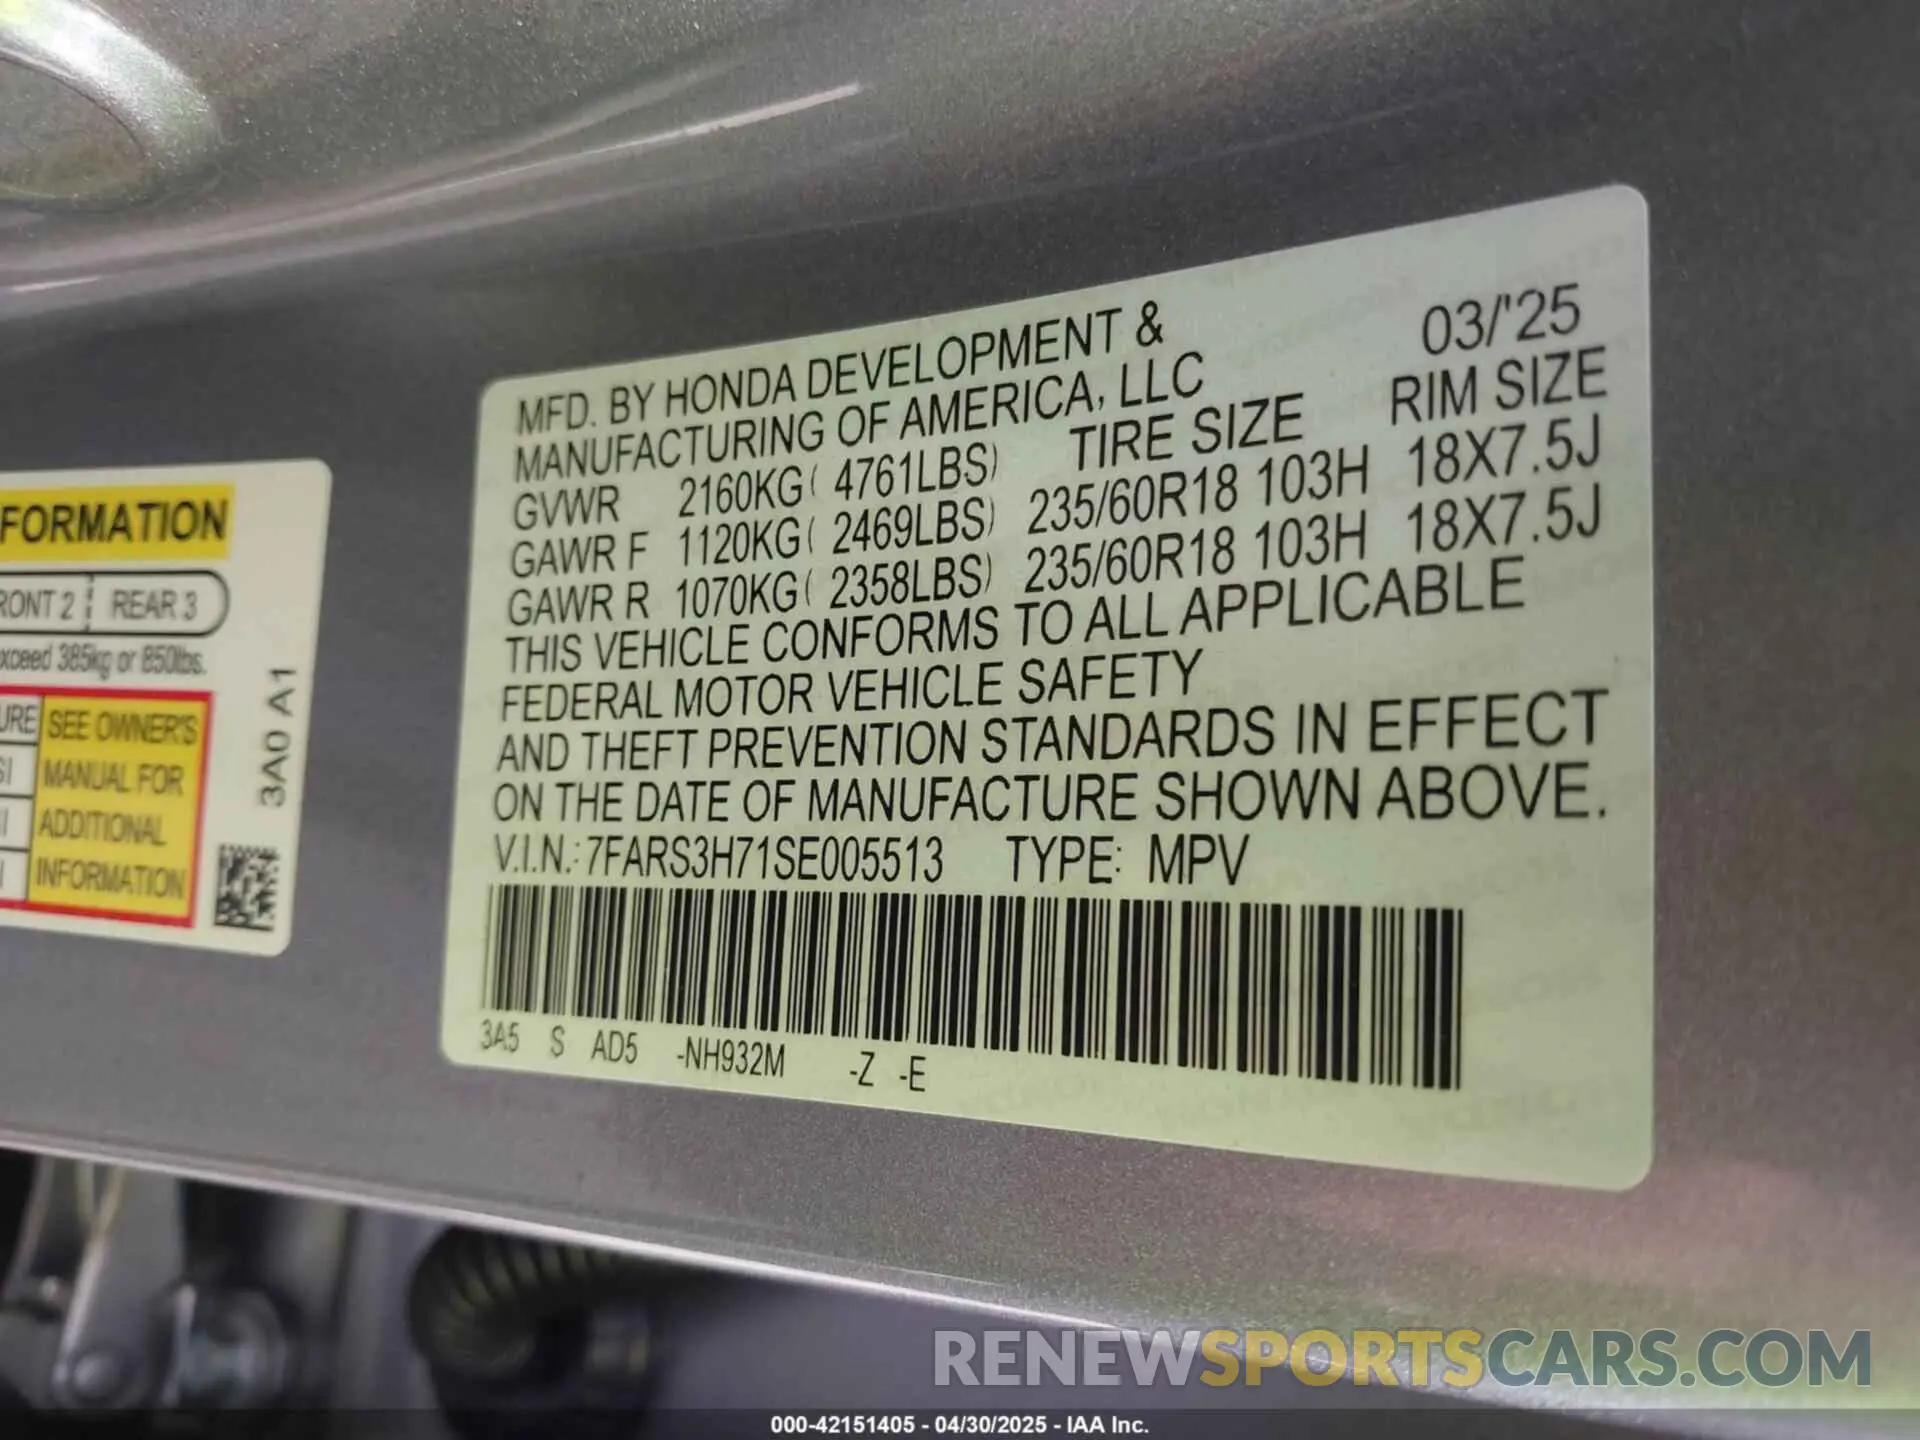 MFD. BY HONDA DEVELOPMENT & 03/'25
MANUFACTURING OF AMERICA, LLC TIRE SIZE RIM SIZE
GVWR 2160KG( 4761LBS)
GAWR F 1120KG( 2469LBS) 235/60R18 103H 18X7.5J
GAWR R 1070KG( 2358LBS) 235/60R18 103H 18X7.5J
THIS VEHICLE CONFORMS TO ALL APPLICABLE
FEDERAL MOTOR VEHICLE SAFETY
AND THEFT PREVENTION STANDARDS IN EFFECT
ON THE DATE OF MANUFACTURE SHOWN ABOVE.
V.I.N.: 7FARS3H71SE005513 TYPE: MPV
3A5 S AD5 -NH932M -Z -E
FORMATION
RONT 2 REAR 3
xceed 385kg or 850lbs.
URE SEE OWNER'S
SI MANUAL FOR
I ADDITIONAL
I INFORMATION
3A0 A1
RENEWSPORTSCARS.COM
000-42151405 - 04/30/2025 - IAA Inc.